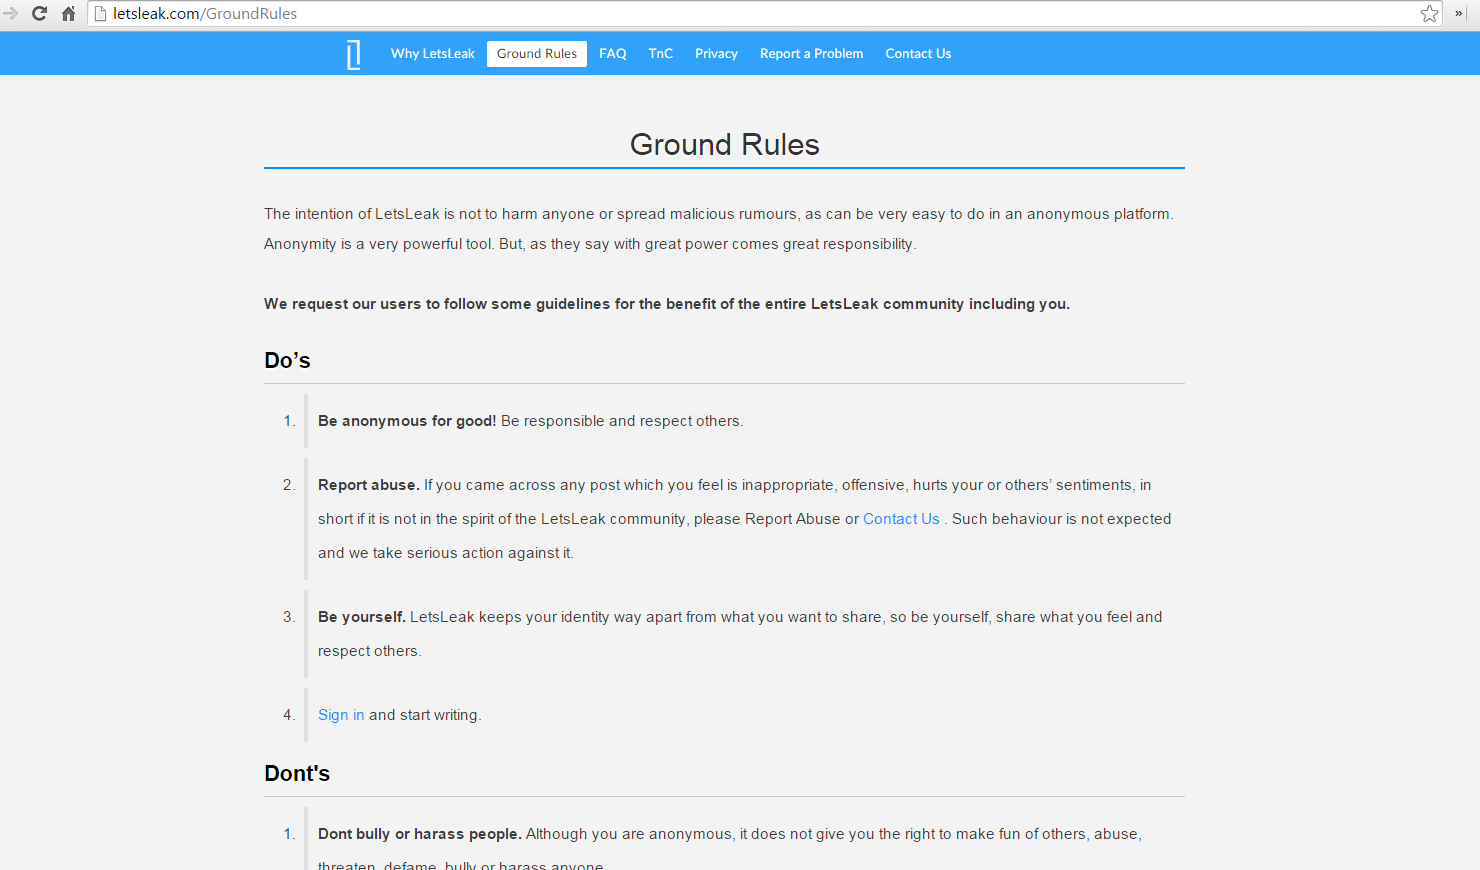 letsleak.com/GroundRules
»
Why LetsLeak Ground Rules FAQ TnC Privacy Report a Problem Contact Us
Ground Rules
The intention of LetsLeak is not to harm anyone or spread malicious rumours, as can be very easy to do in an anonymous platform.
Anonymity is a very powerful tool. But, as they say with great power comes great responsibility.
We request our users to follow some guidelines for the benefit of the entire LetsLeak community including you.
Do’s
1. Be anonymous for good! Be responsible and respect others.
2. Report abuse. If you came across any post which you feel is inappropriate, offensive, hurts your or others’ sentiments, in
short if it is not in the spirit of the LetsLeak community, please Report Abuse or Contact Us . Such behaviour is not expected
and we take serious action against it.
3. Be yourself. LetsLeak keeps your identity way apart from what you want to share, so be yourself, share what you feel and
respect others.
4. Sign in and start writing.
Dont's
1. Dont bully or harass people. Although you are anonymous, it does not give you the right to make fun of others, abuse,
threaten, defame, bully or harass anyone